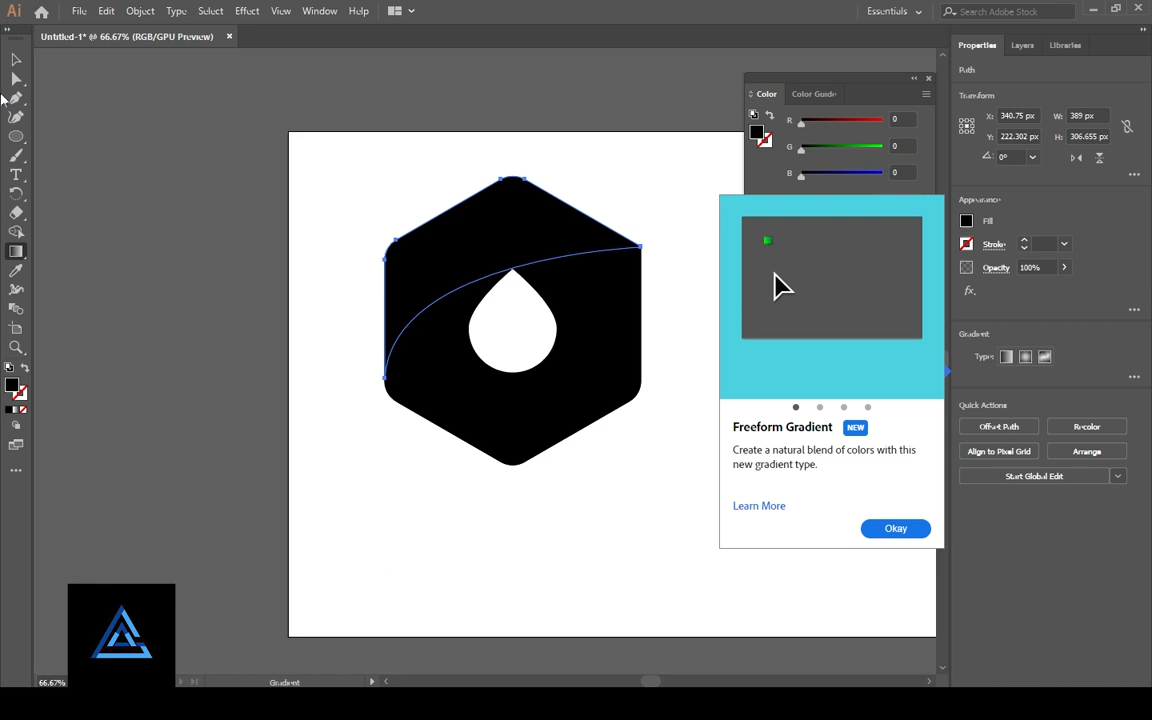 Ai
File Edit Object Type Select Effect View Window Help
Essentials
Search Adobe Stock
Untitled-1* @ 66.67% (RGB/GPU Preview)
Properties Layers Libraries
Path
Transform
X: 340.75 px W: 389 px
Y: 222.302 px H: 306.655 px
0°
Appearance
Fill
Stroke
Opacity 100%
fx.
Gradient
Type:
Quick Actions
Offset Path Recolor
Align to Pixel Grid Arrange
Start Global Edit
Color Color Guide
R 0
G 0
B 0
Freeform Gradient NEW
Create a natural blend of colors with this
new gradient type.
Learn More
Okay
66.67%
Gradient